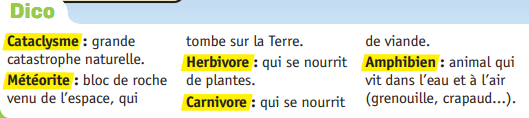 Dico
Cataclysme : grande
catastrophe naturelle.
Météorite : bloc de roche
venu de l'espace, qui
tombe sur la Terre.
Herbivore : qui se nourrit
de plantes.
Carnivore : qui se nourrit
de viande.
Amphibien : animal qui
vit dans l'eau et à l'air
(grenouille, crapaud...).